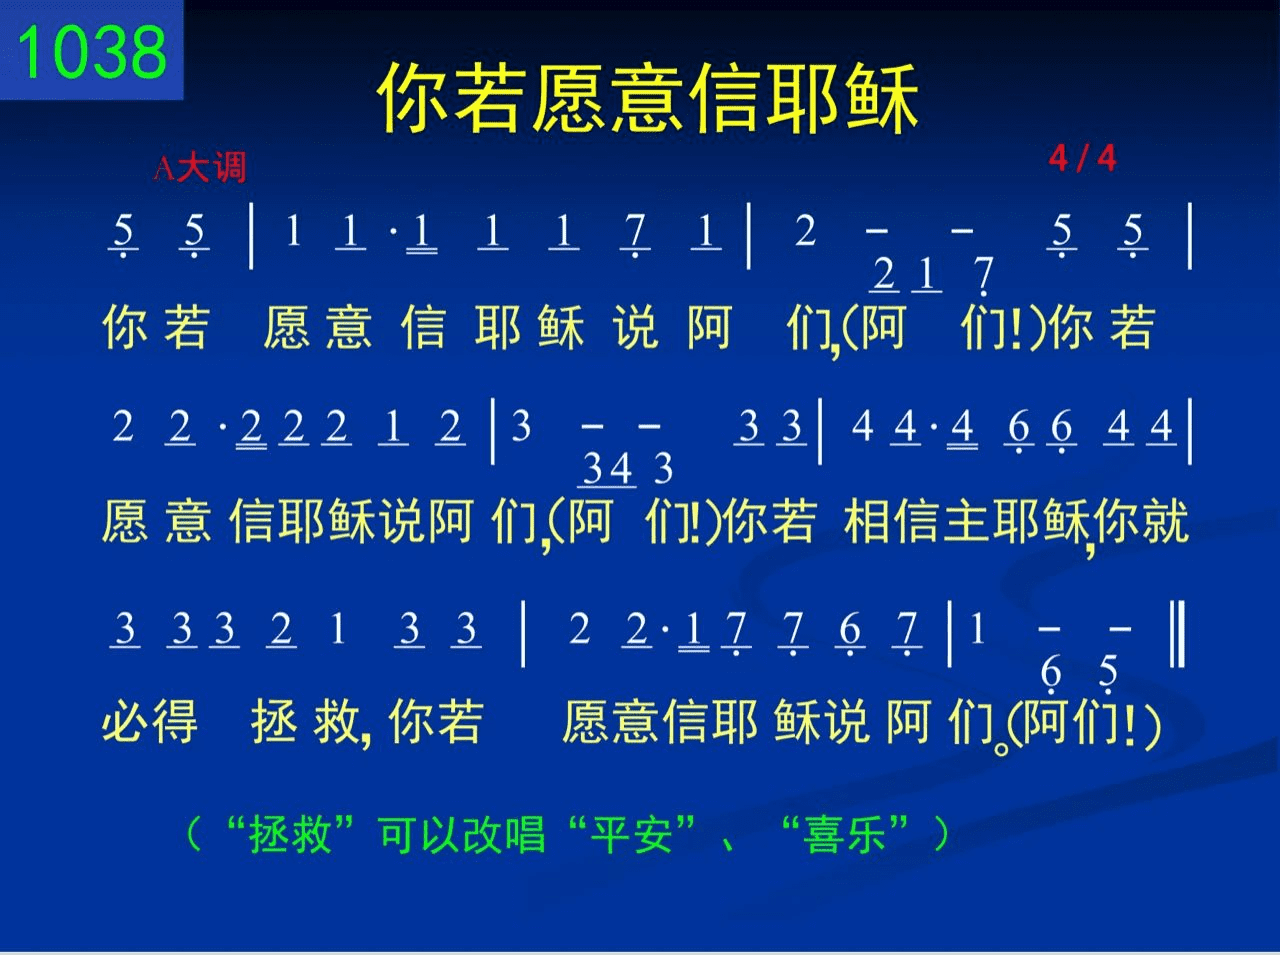 1038
你若愿意信耶稣
A大调 4/4
5 5 | 1 1 · 1 1 1 7 1 | 2 – – 5 5 |
2 1 7
你若 愿意信耶稣说阿 们,(阿 们!)你若
2 2 · 2 2 2 1 2 | 3 – – 3 3 | 4 4 · 4 6 6 4 4 |
3 4 3
愿意信耶稣说阿们,(阿 们!)你若 相信主耶稣,你就
3 3 3 2 1 3 3 | 2 2 · 1 7 7 6 7 | 1 – – ‖
6 5
必得 拯救,你若 愿意信耶稣说阿们。(阿们!)
(“拯救”可以改唱“平安”、“喜乐”)